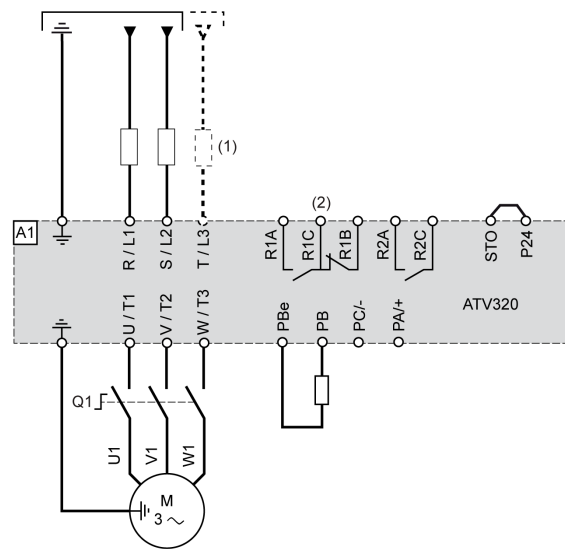 (1)
(2)
A1
R / L1
S / L2
T / L3
R1A
R1C
R1B
R2A
R2C
STO
P24
ATV320
U / T1
V / T2
W / T3
PBe
PB
PC/-
PA/+
Q1
U1
V1
W1
M
3 ~